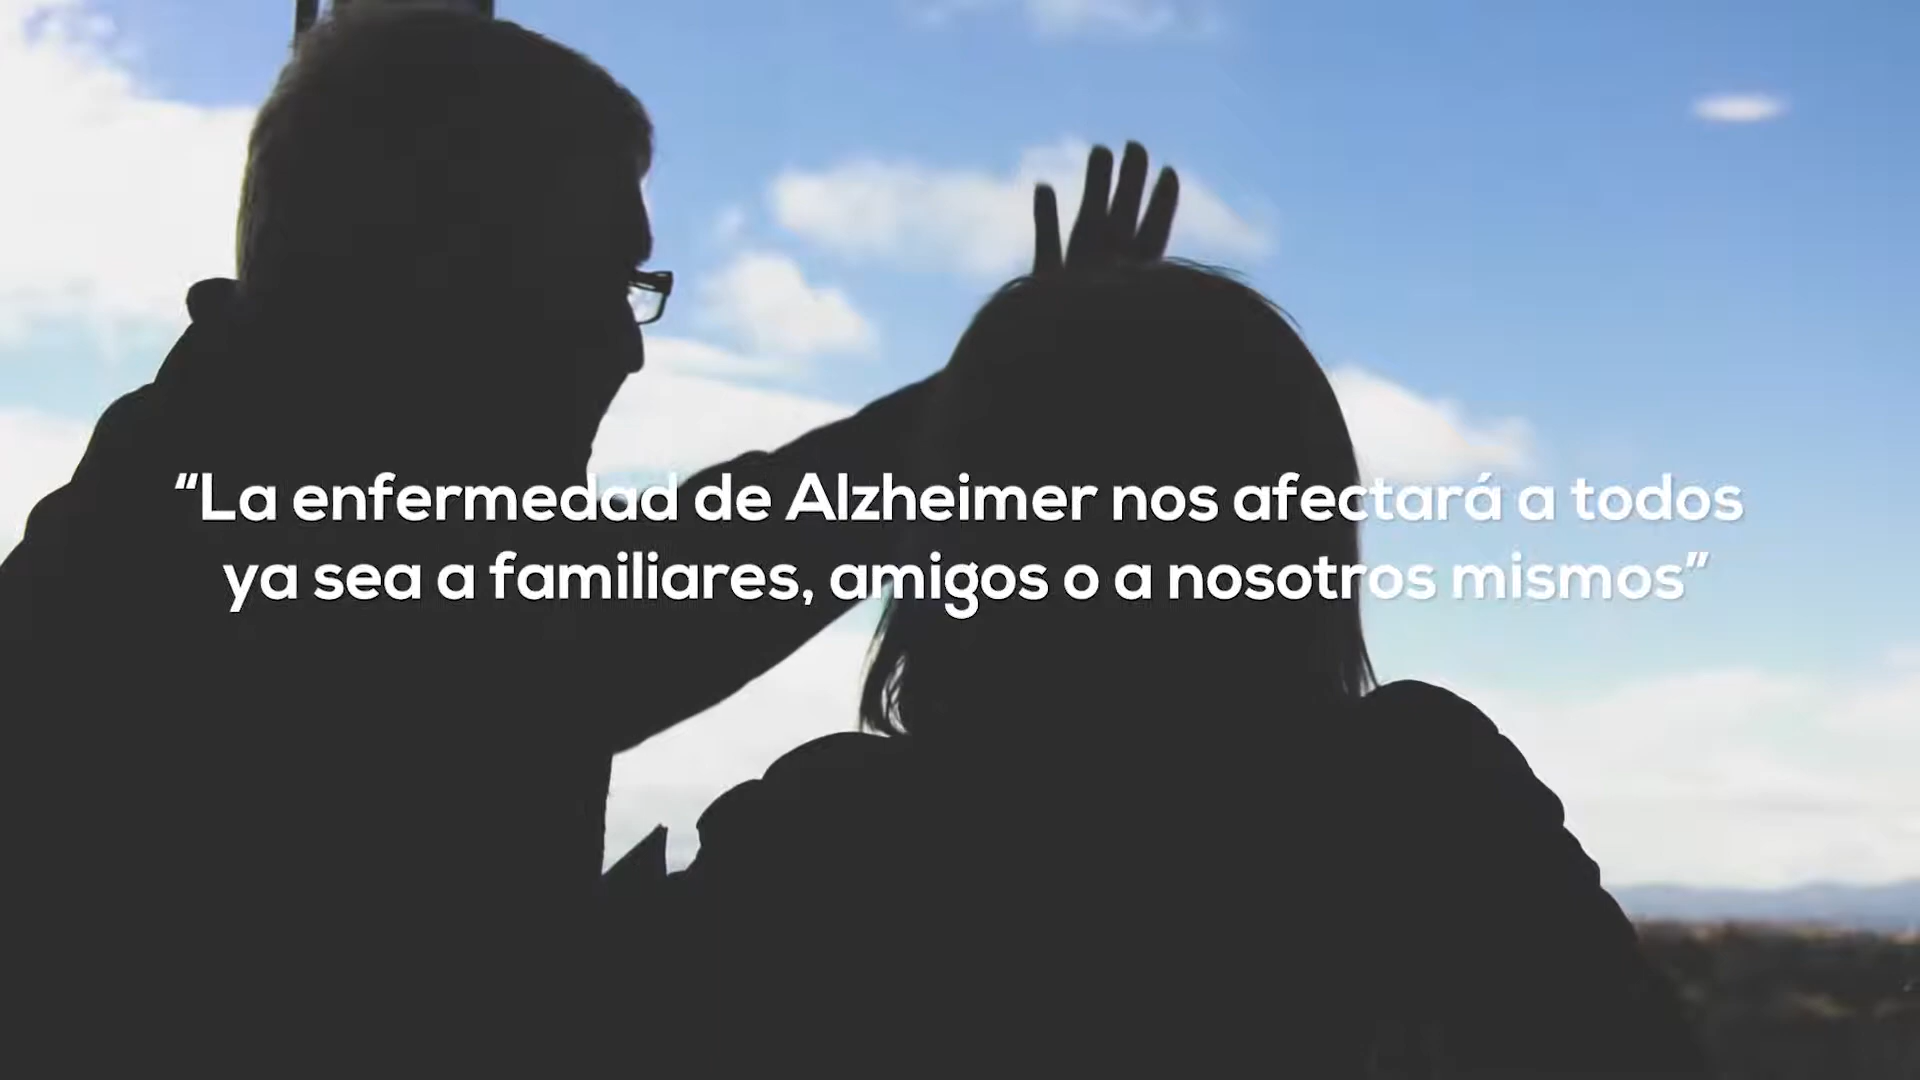 “La enfermedad de Alzheimer nos afectará a todos
ya sea a familiares, amigos o a nosotros mismos”